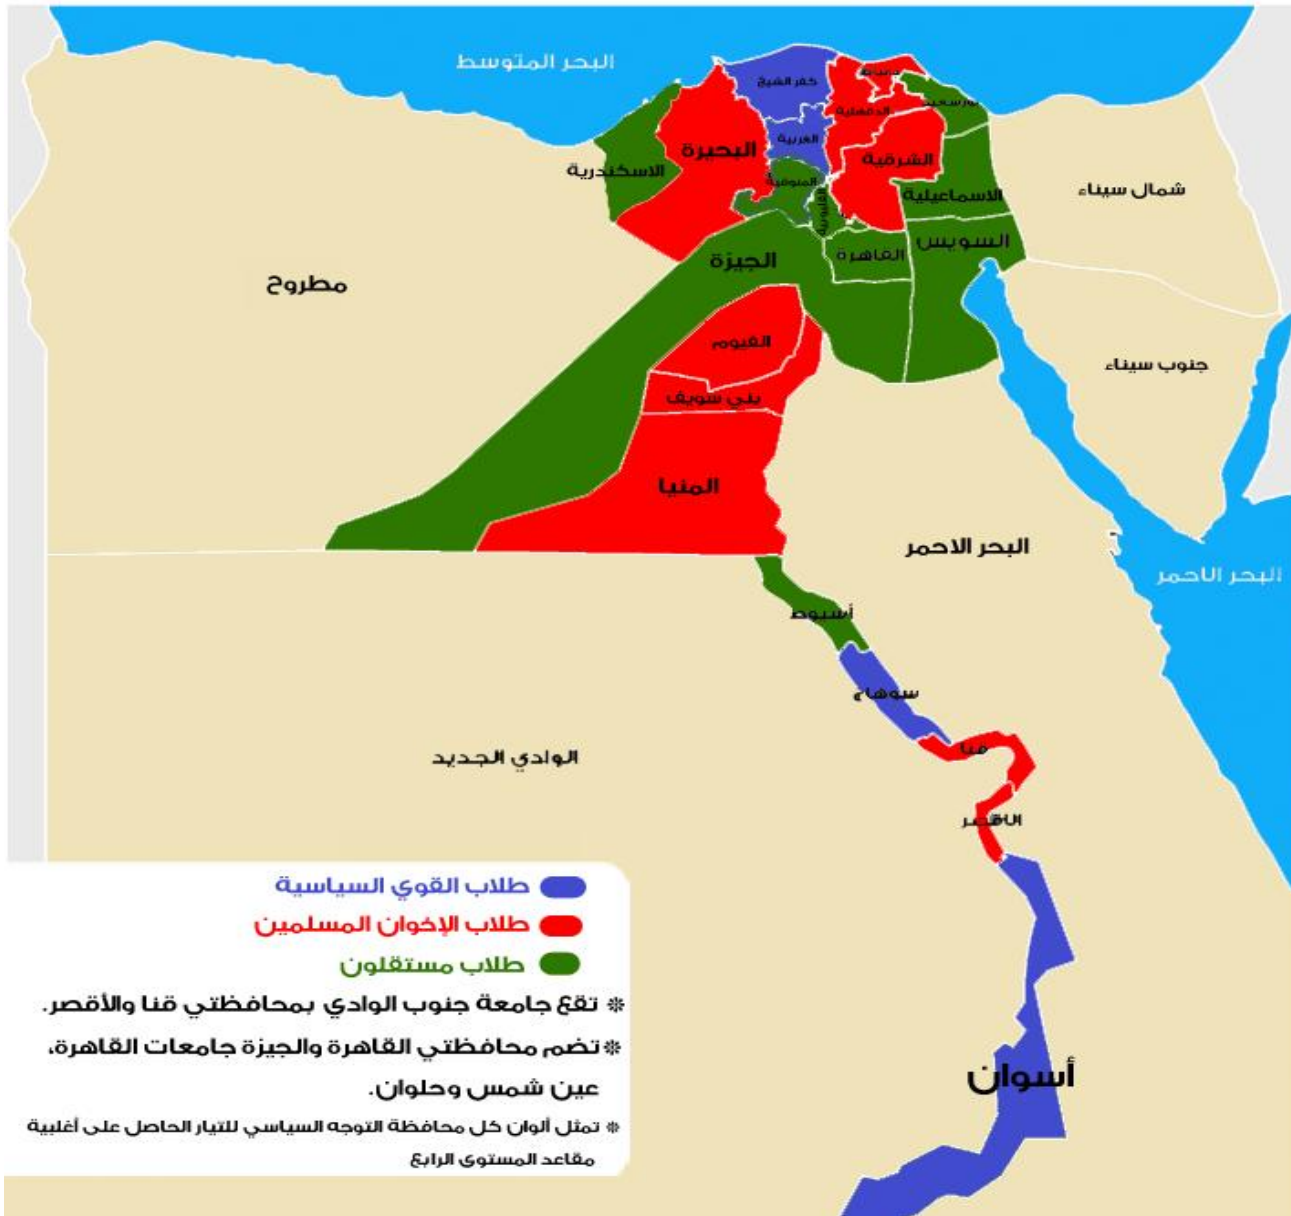 البحر المتوسط
كفر الشيخ
الدقهلية
الغربية
البحيرة
الشرقية
الاسكندرية
المنوفية
القليوبية
الاسماعيلية
شمال سيناء
السويس
القاهرة
الجيزة
مطروح
الفيوم
جنوب سيناء
بني سويف
المنيا
البحر الاحمر
البحر الاحمر
أسيوط
سوهاج
الوادي الجديد
أسوان
طلاب القوي السياسية
طلاب الإخوان المسلمين
طلاب مستقلون
* تقع جامعة جنوب الوادي بمحافظتي قنا والأقصر.
* تضم محافظتي القاهرة والجيزة جامعات القاهرة،
عين شمس وحلوان.
* تمثل ألوان كل محافظة التوجه السياسي للتيار الحاصل على أغلبية
مقاعد المستوى الرابع